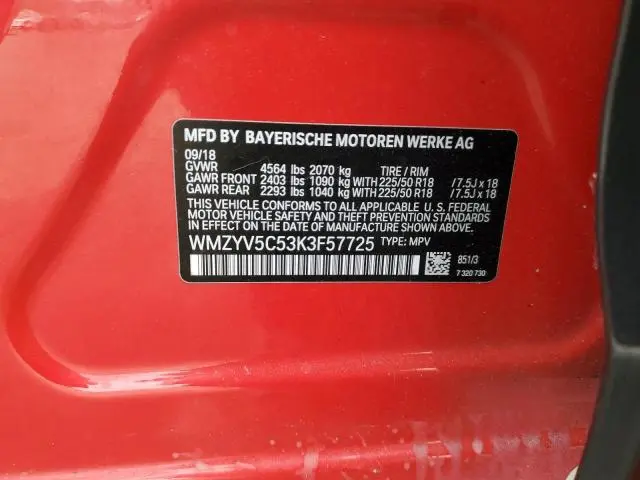 MFD BY BAYERISCHE MOTOREN WERKE AG
09/18
GVWR 4564 lbs 2070 kg TIRE / RIM
GAWR FRONT 2403 lbs 1090 kg WITH 225/50 R18 / 7.5J x 18
GAWR REAR 2293 lbs 1040 kg WITH 225/50 R18 / 7.5J x 18
THIS VEHICLE CONFORMS TO ALL APPLICABLE U. S. FEDERAL
MOTOR VEHICLE SAFETY, BUMPER, AND THEFT PREVENTION STANDARDS
IN EFFECT ON THE DATE OF MANUFACTURE SHOWN ABOVE.
WMZYV5C53K3F57725 TYPE: MPV
851/3
7 320 730